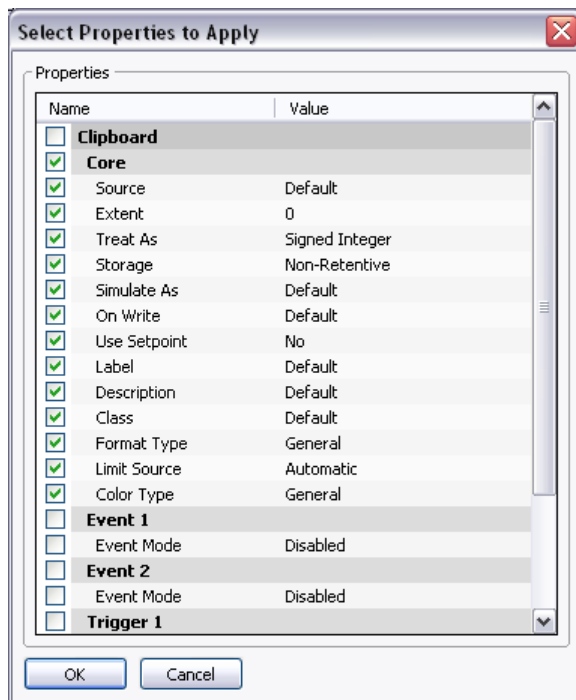 Select Properties to Apply
Properties
Name Value
Clipboard
Core
Source Default
Extent 0
Treat As Signed Integer
Storage Non-Retentive
Simulate As Default
On Write Default
Use Setpoint No
Label Default
Description Default
Class Default
Format Type General
Limit Source Automatic
Color Type General
Event 1
Event Mode Disabled
Event 2
Event Mode Disabled
Trigger 1
OK Cancel